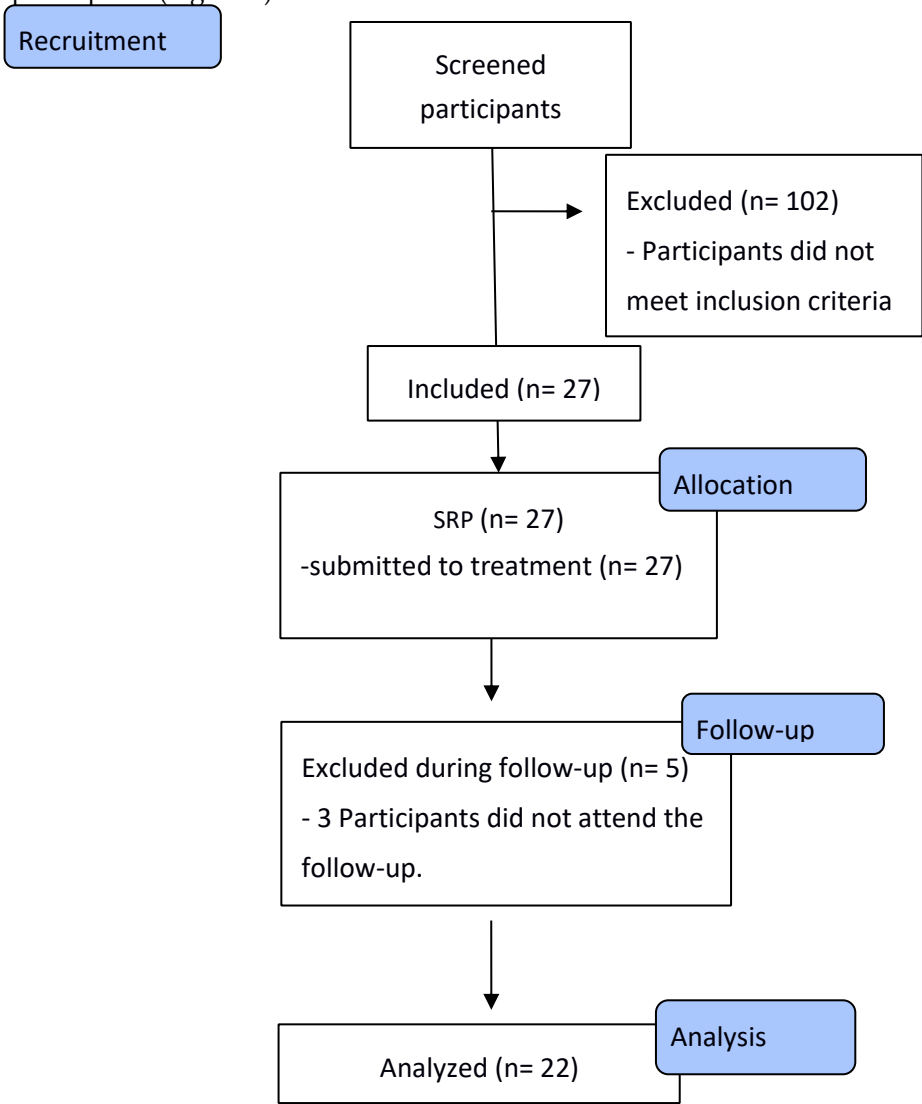 Recruitment
Screened
participants
Excluded (n= 102)
- Participants did not
meet inclusion criteria
Included (n= 27)
Allocation
SRP (n= 27)
-submitted to treatment (n= 27)
Follow-up
Excluded during follow-up (n= 5)
- 3 Participants did not attend the
follow-up.
Analysis
Analyzed (n= 22)